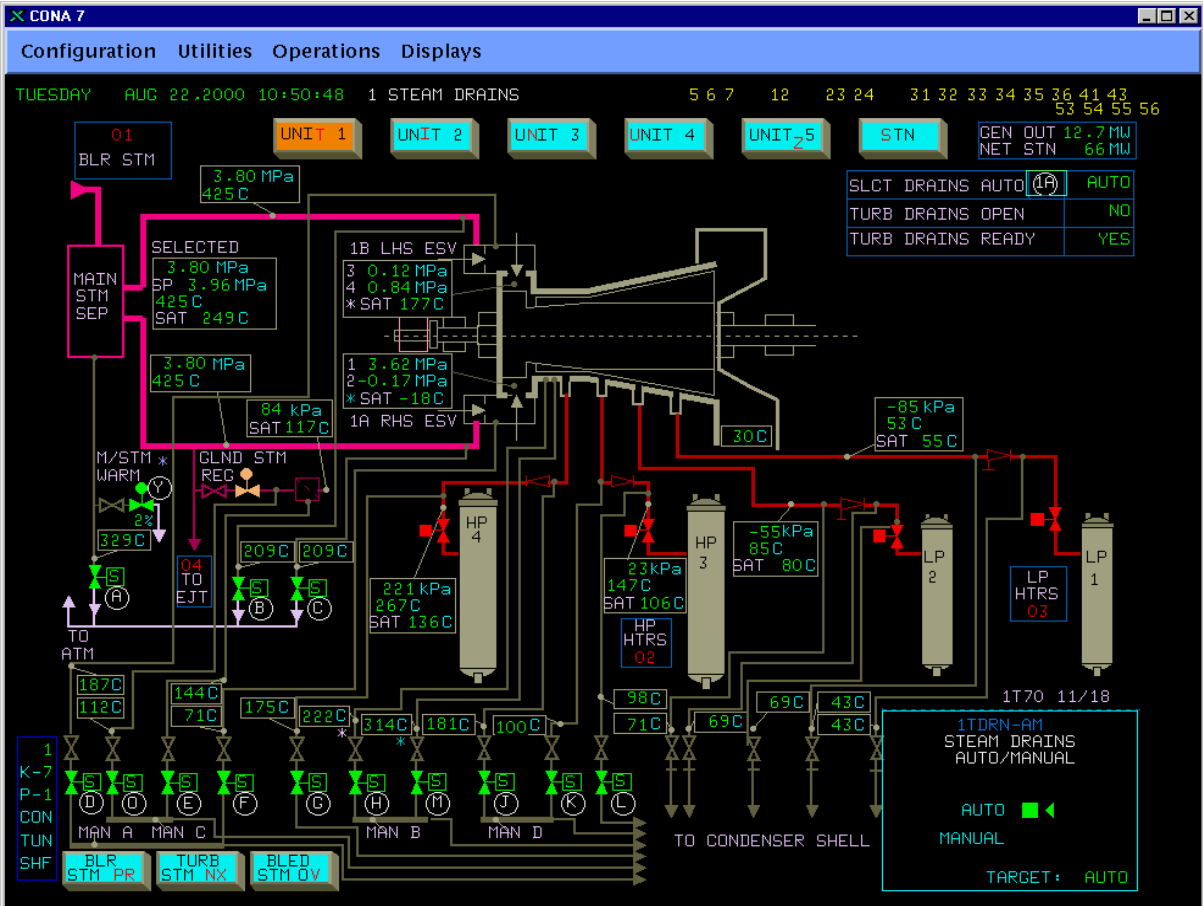 CONA 7
Configuration Utilities Operations Displays
TUESDAY AUG 22,2000 10:50:48 1 STEAM DRAINS 5 6 7 12 23 24 31 32 33 34 35 36 41 43
53 54 55 56
01
BLR STM
UNIT 1 UNIT 2 UNIT 3 UNIT 4 UNITZ5 STN
GEN OUT 12.7 MW
NET STN 66 MW
SLCT DRAINS AUTO 1A AUTO
TURB DRAINS OPEN NO
TURB DRAINS READY YES
3.80 MPa
425 C
MAIN
STM
SEP
SELECTED
3.80 MPa
SP 3.96 MPa
425 C
SAT 249 C
1B LHS ESV
3 0.12 MPa
4 0.84 MPa
* SAT 177 C
3.80 MPa
425 C
1 3.62 MPa
2 -0.17 MPa
* SAT -18 C
1A RHS ESV
84 kPa
SAT 117 C
30 C
-85 kPa
53 C
SAT 55 C
M/STM *
WARM
Y
2%
GLND STM
REG
329 C
S
A
04
TO
EJT
209 C
S
B
209 C
S
C
TO
ATM
HP
4
221 kPa
267 C
SAT 136 C
HP
3
23 kPa
147 C
SAT 106 C
HP
HTRS
02
-55 kPa
85 C
SAT 80 C
LP
2
LP
1
LP
HTRS
03
187 C
112 C
144 C
71 C
175 C
222 C
*
314 C
*
181 C
100 C
98 C
71 C
69 C
69 C
43 C
43 C
1T70 11/18
1
K-7
P-1
CON
TUN
SHF
S S S S S S S S S S
D O E F G H M J K L
MAN A MAN C MAN B MAN D
TO CONDENSER SHELL
1TDRN-AM
STEAM DRAINS
AUTO/MANUAL
AUTO
MANUAL
TARGET: AUTO
BLR
STM PR
TURB
STM NX
BLED
STM OV